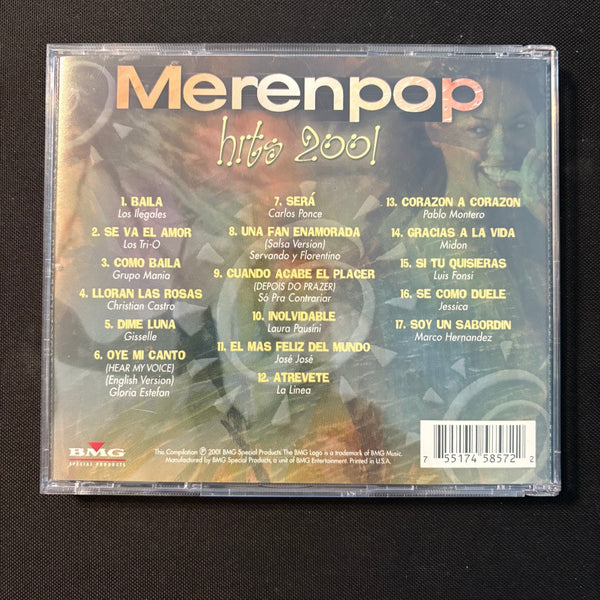 Merenpop
hits 2001
1. BAILA
Los Ilegales
2. SE VA EL AMOR
Los Tri-O
3. COMO BAILA
Grupo Mania
4. LLORAN LAS ROSAS
Christian Castro
5. DIME LUNA
Gisselle
6. OYE MI CANTO
(HEAR MY VOICE)
(English Version)
Gloria Estefan
7. SERÁ
Carlos Ponce
8. UNA FAN ENAMORADA
(Salsa Version)
Servando y Florentino
9. CUANDO ACABE EL PLACER
(DEPOIS DO PRAZER)
Só Pra Contrariar
10. INOLVIDABLE
Laura Pausini
11. EL MAS FELIZ DEL MUNDO
José José
12. ATREVETE
La Linea
13. CORAZON A CORAZON
Pablo Montero
14. GRACIAS A LA VIDA
Midon
15. SI TU QUISIERAS
Luis Fonsi
16. SE COMO DUELE
Jessica
17. SOY UN SABORDIN
Marco Hernandez
BMG
SPECIAL PRODUCTS
This Compilation ℗ 2001 BMG Special Products. The BMG Logo is a trademark of BMG Music.
Manufactured by BMG Special Products, a unit of BMG Entertainment. Printed in U.S.A.
7 55174 58572 2